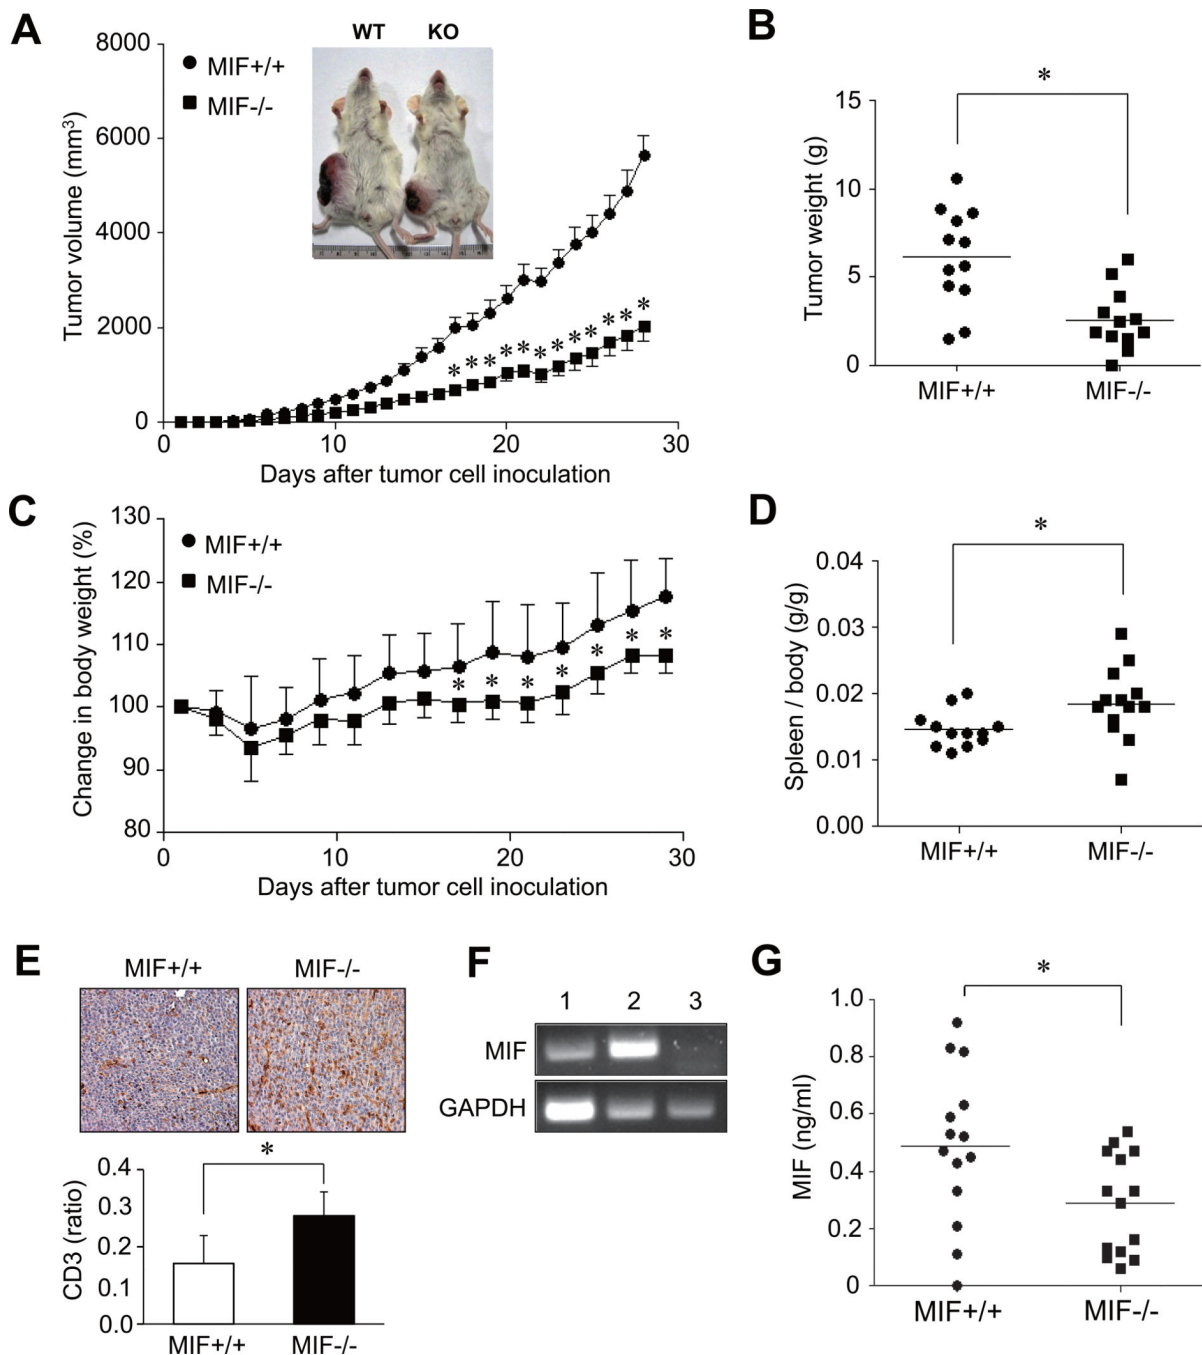 A
8000
6000
4000
2000
0
Tumor volume (mm³)
MIF+/+
MIF-/-
WT KO
* * * * * * * * * * * *
0 10 20 30
Days after tumor cell inoculation
B
*
15
10
5
0
Tumor weight (g)
MIF+/+ MIF-/-
C
130
120
110
100
90
80
Change in body weight (%)
MIF+/+
MIF-/-
* * * * * * *
0 10 20 30
Days after tumor cell inoculation
D
*
0.04
0.03
0.02
0.01
0.00
Spleen / body (g/g)
MIF+/+ MIF-/-
E
MIF+/+ MIF-/-
*
0.4
0.3
0.2
0.1
0.0
CD3 (ratio)
MIF+/+ MIF-/-
F
1 2 3
MIF
GAPDH
G
*
1.0
0.8
0.6
0.4
0.2
0
MIF (ng/ml)
MIF+/+ MIF-/-